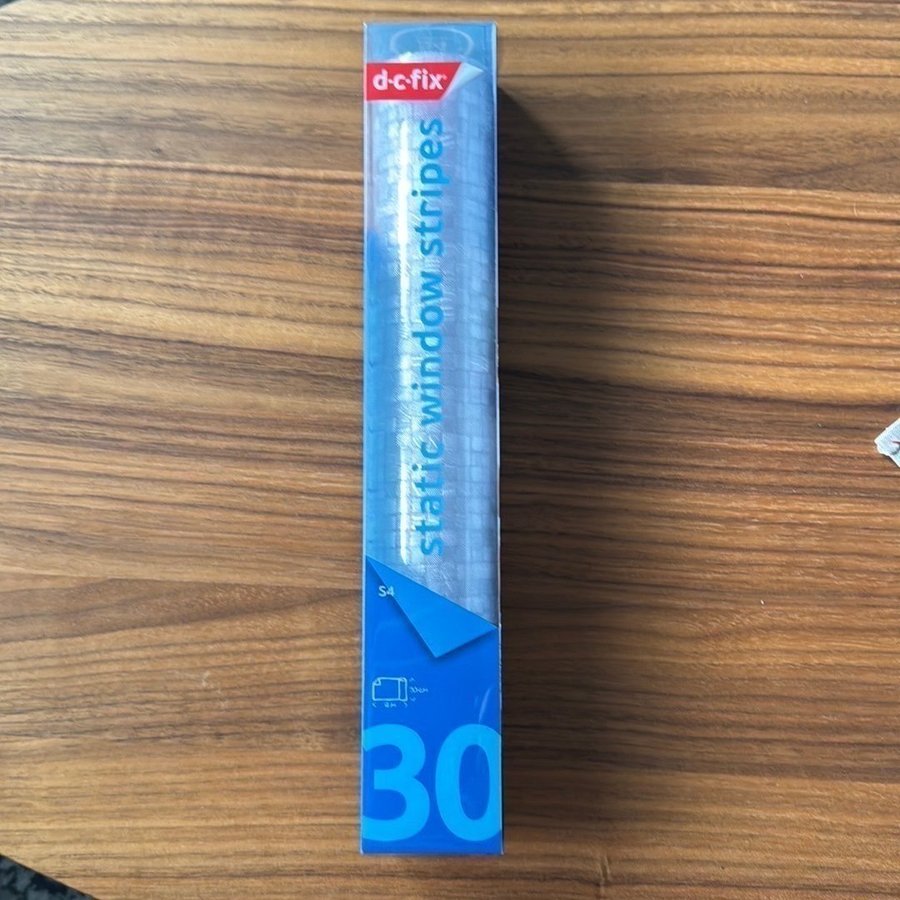 d-c-fix®
static window stripes
S4
30